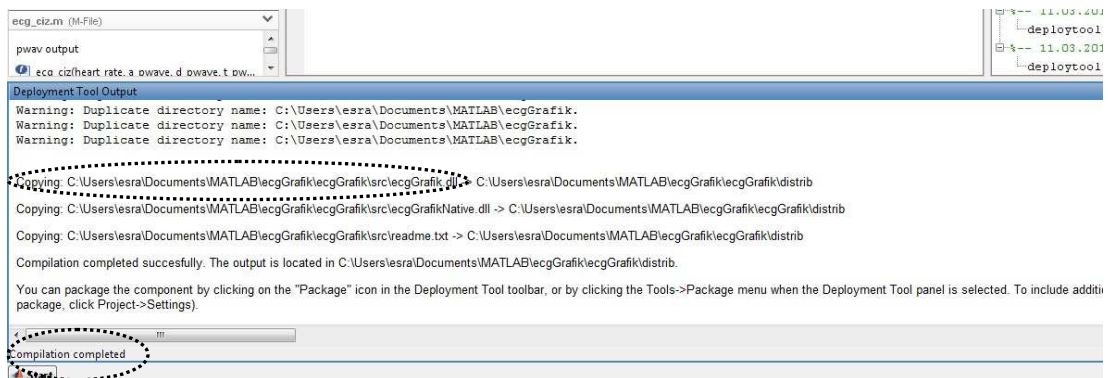 ecg_ciz.m (M-File)
pwav output
ecg_ciz(heart_rate, a_pwave, d_pwave, t_pw...
11.03.201
deploytool
%-- 11.03.201
deploytool
Deployment Tool Output
Warning: Duplicate directory name: C:\Users\esra\Documents\MATLAB\ecgGrafik.
Warning: Duplicate directory name: C:\Users\esra\Documents\MATLAB\ecgGrafik.
Warning: Duplicate directory name: C:\Users\esra\Documents\MATLAB\ecgGrafik.
Copying: C:\Users\esra\Documents\MATLAB\ecgGrafik\ecgGrafik\src\ecgGrafik.dll -> C:\Users\esra\Documents\MATLAB\ecgGrafik\ecgGrafik\distrib
Copying: C:\Users\esra\Documents\MATLAB\ecgGrafik\ecgGrafik\src\ecgGrafikNative.dll -> C:\Users\esra\Documents\MATLAB\ecgGrafik\ecgGrafik\distrib
Copying: C:\Users\esra\Documents\MATLAB\ecgGrafik\ecgGrafik\src\readme.txt -> C:\Users\esra\Documents\MATLAB\ecgGrafik\ecgGrafik\distrib
Compilation completed succesfully. The output is located in C:\Users\esra\Documents\MATLAB\ecgGrafik\ecgGrafik\distrib.
You can package the component by clicking on the "Package" icon in the Deployment Tool toolbar, or by clicking the Tools->Package menu when the Deployment Tool panel is selected. To include additi
package, click Project->Settings).
Compilation completed
Start